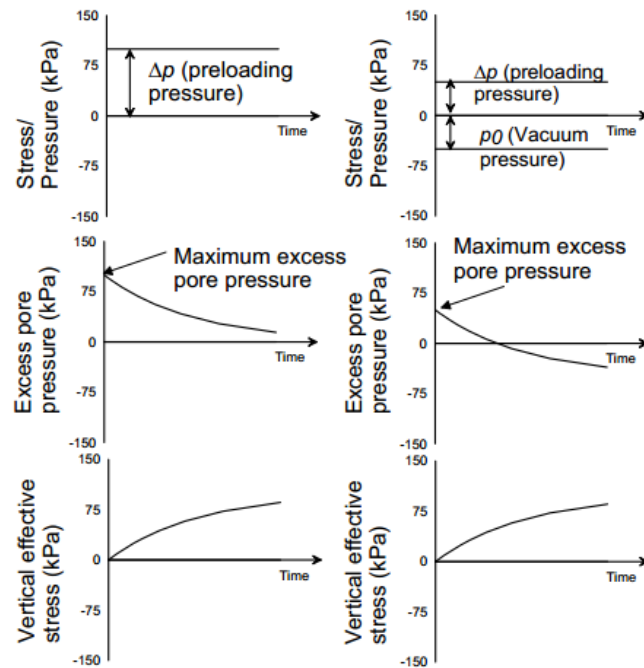 150
75
0
-75
-150
Stress/
Pressure (kPa)
Δp (preloading
pressure)
Time
150
75
0
-75
-150
Stress/
Pressure (kPa)
Δp (preloading
pressure)
Time
p0 (Vacuum
pressure)
150
75
0
-75
-150
Excess pore
pressure (kPa)
Maximum excess
pore pressure
Time
150
75
0
-75
-150
Excess pore
pressure (kPa)
Maximum excess
pore pressure
Time
150
75
0
-75
-150
Vertical effective
stress (kPa)
Time
150
75
0
-75
-150
Vertical effective
stress (kPa)
Time